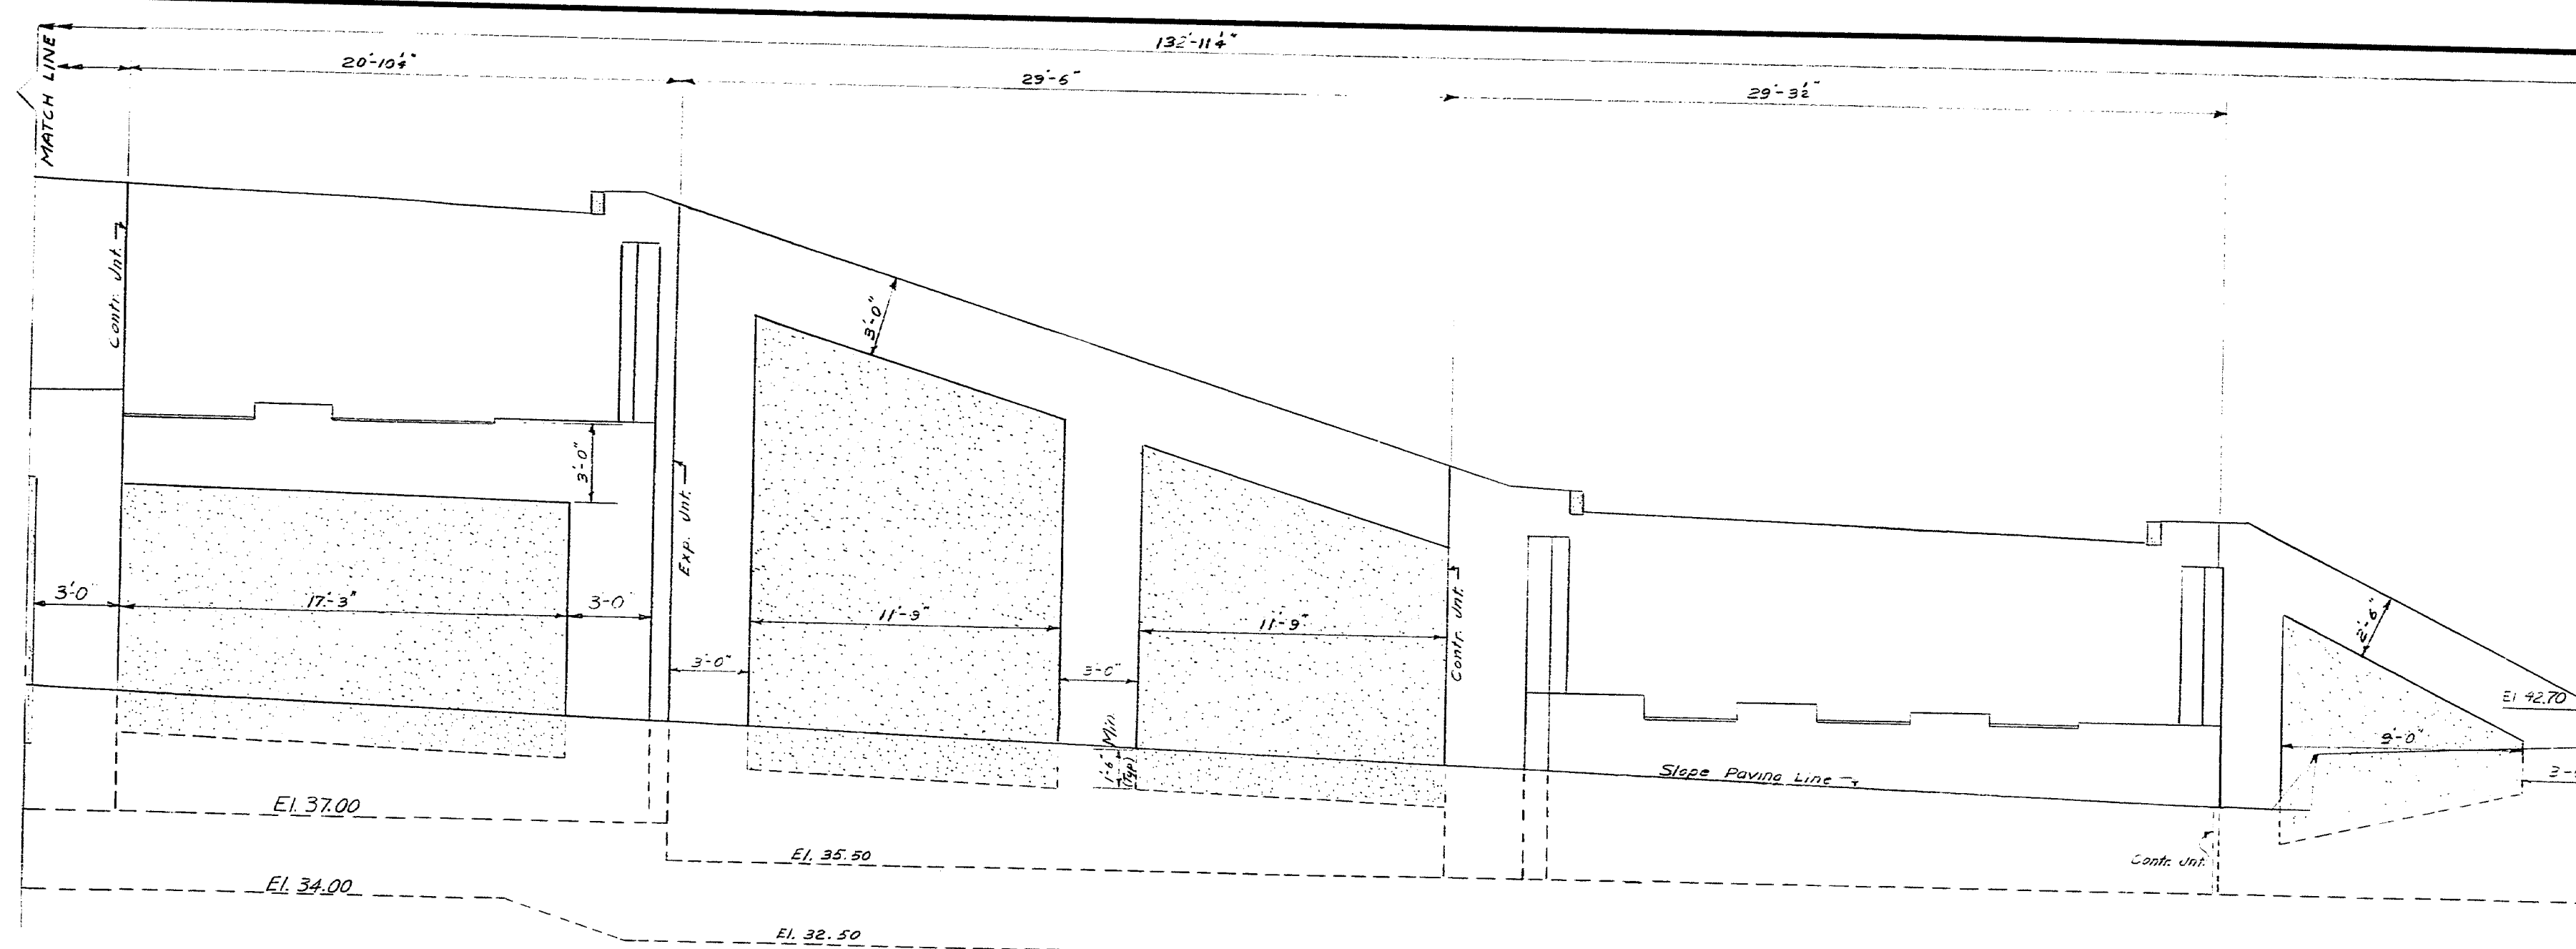 132'-11¼"
MATCH LINE
20'-10¼"
29'-6"
29'-3½"
Contr. Jnt.
3'-0"
3'-0"
Exp. Jnt.
3'-0
17'-3"
3'-0
3'-0"
11'-9"
3'-0"
11'-9"
Contr. Jnt.
1'-6" Min.
(Typ)
2'-6"
El 42.70
9'-0"
Slope Paving Line
El. 37.00
El. 35.50
Contr. Jnt.
El. 34.00
El. 32.50